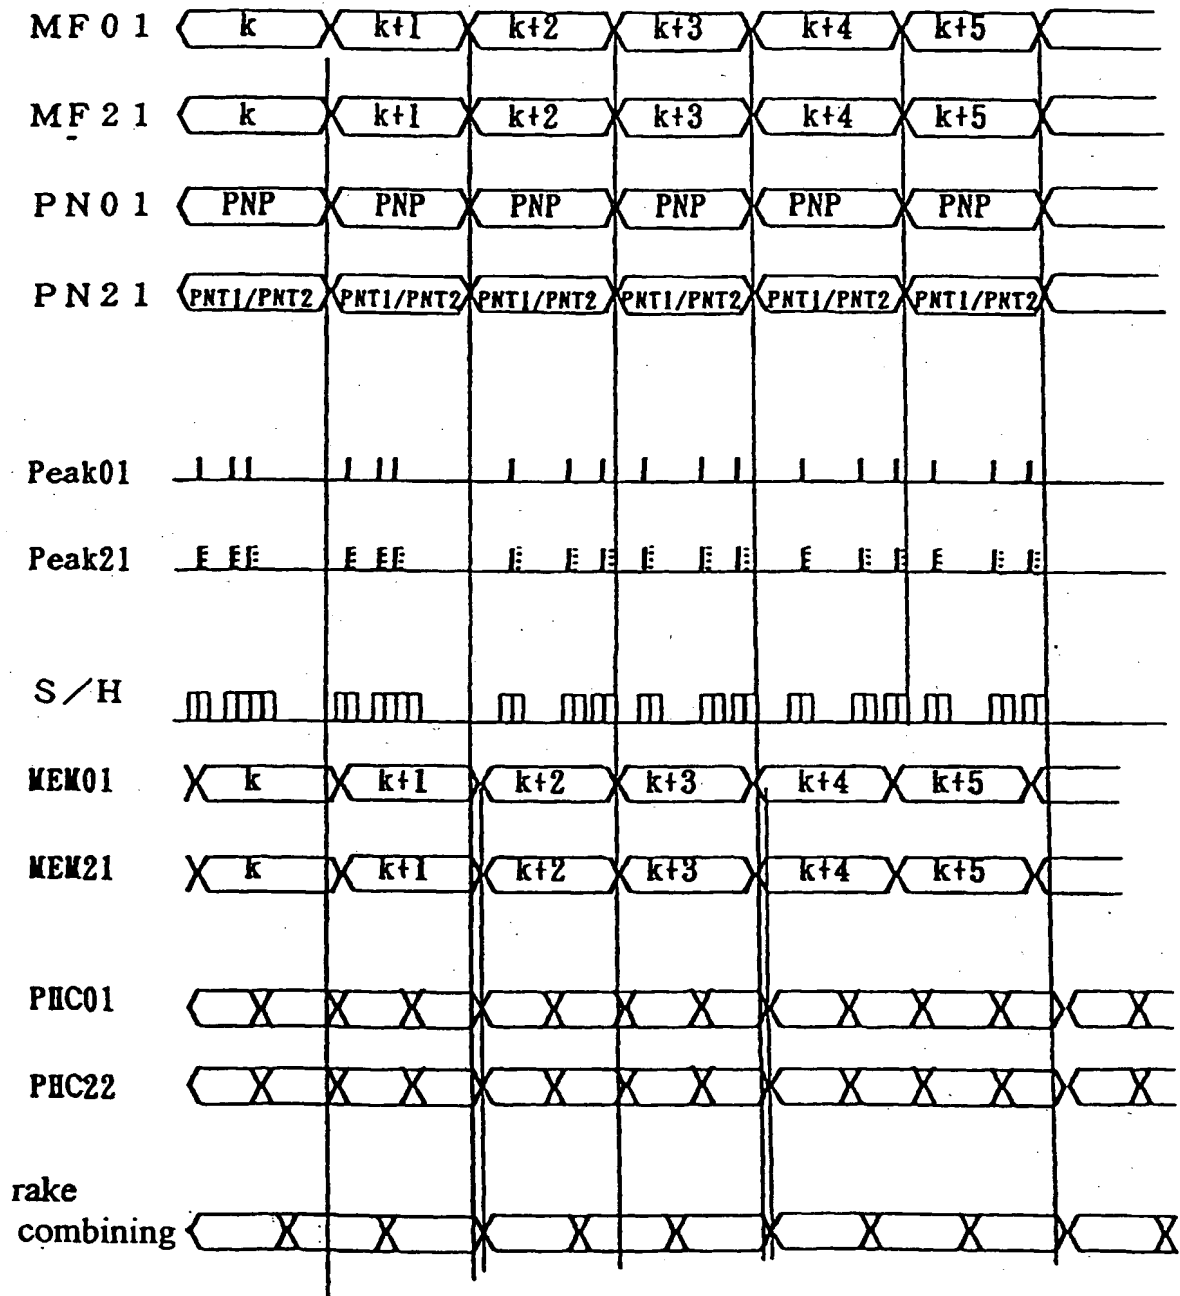 MF01 k k+1 k+2 k+3 k+4 k+5
MF21 k k+1 k+2 k+3 k+4 k+5
PN01 PNP PNP PNP PNP PNP PNP
PN21 PNT1/PNT2 PNT1/PNT2 PNT1/PNT2 PNT1/PNT2 PNT1/PNT2 PNT1/PNT2
Peak01
Peak21
S/H
MEM01 k k+1 k+2 k+3 k+4 k+5
MEM21 k k+1 k+2 k+3 k+4 k+5
PHC01
PHC22
rake
combining